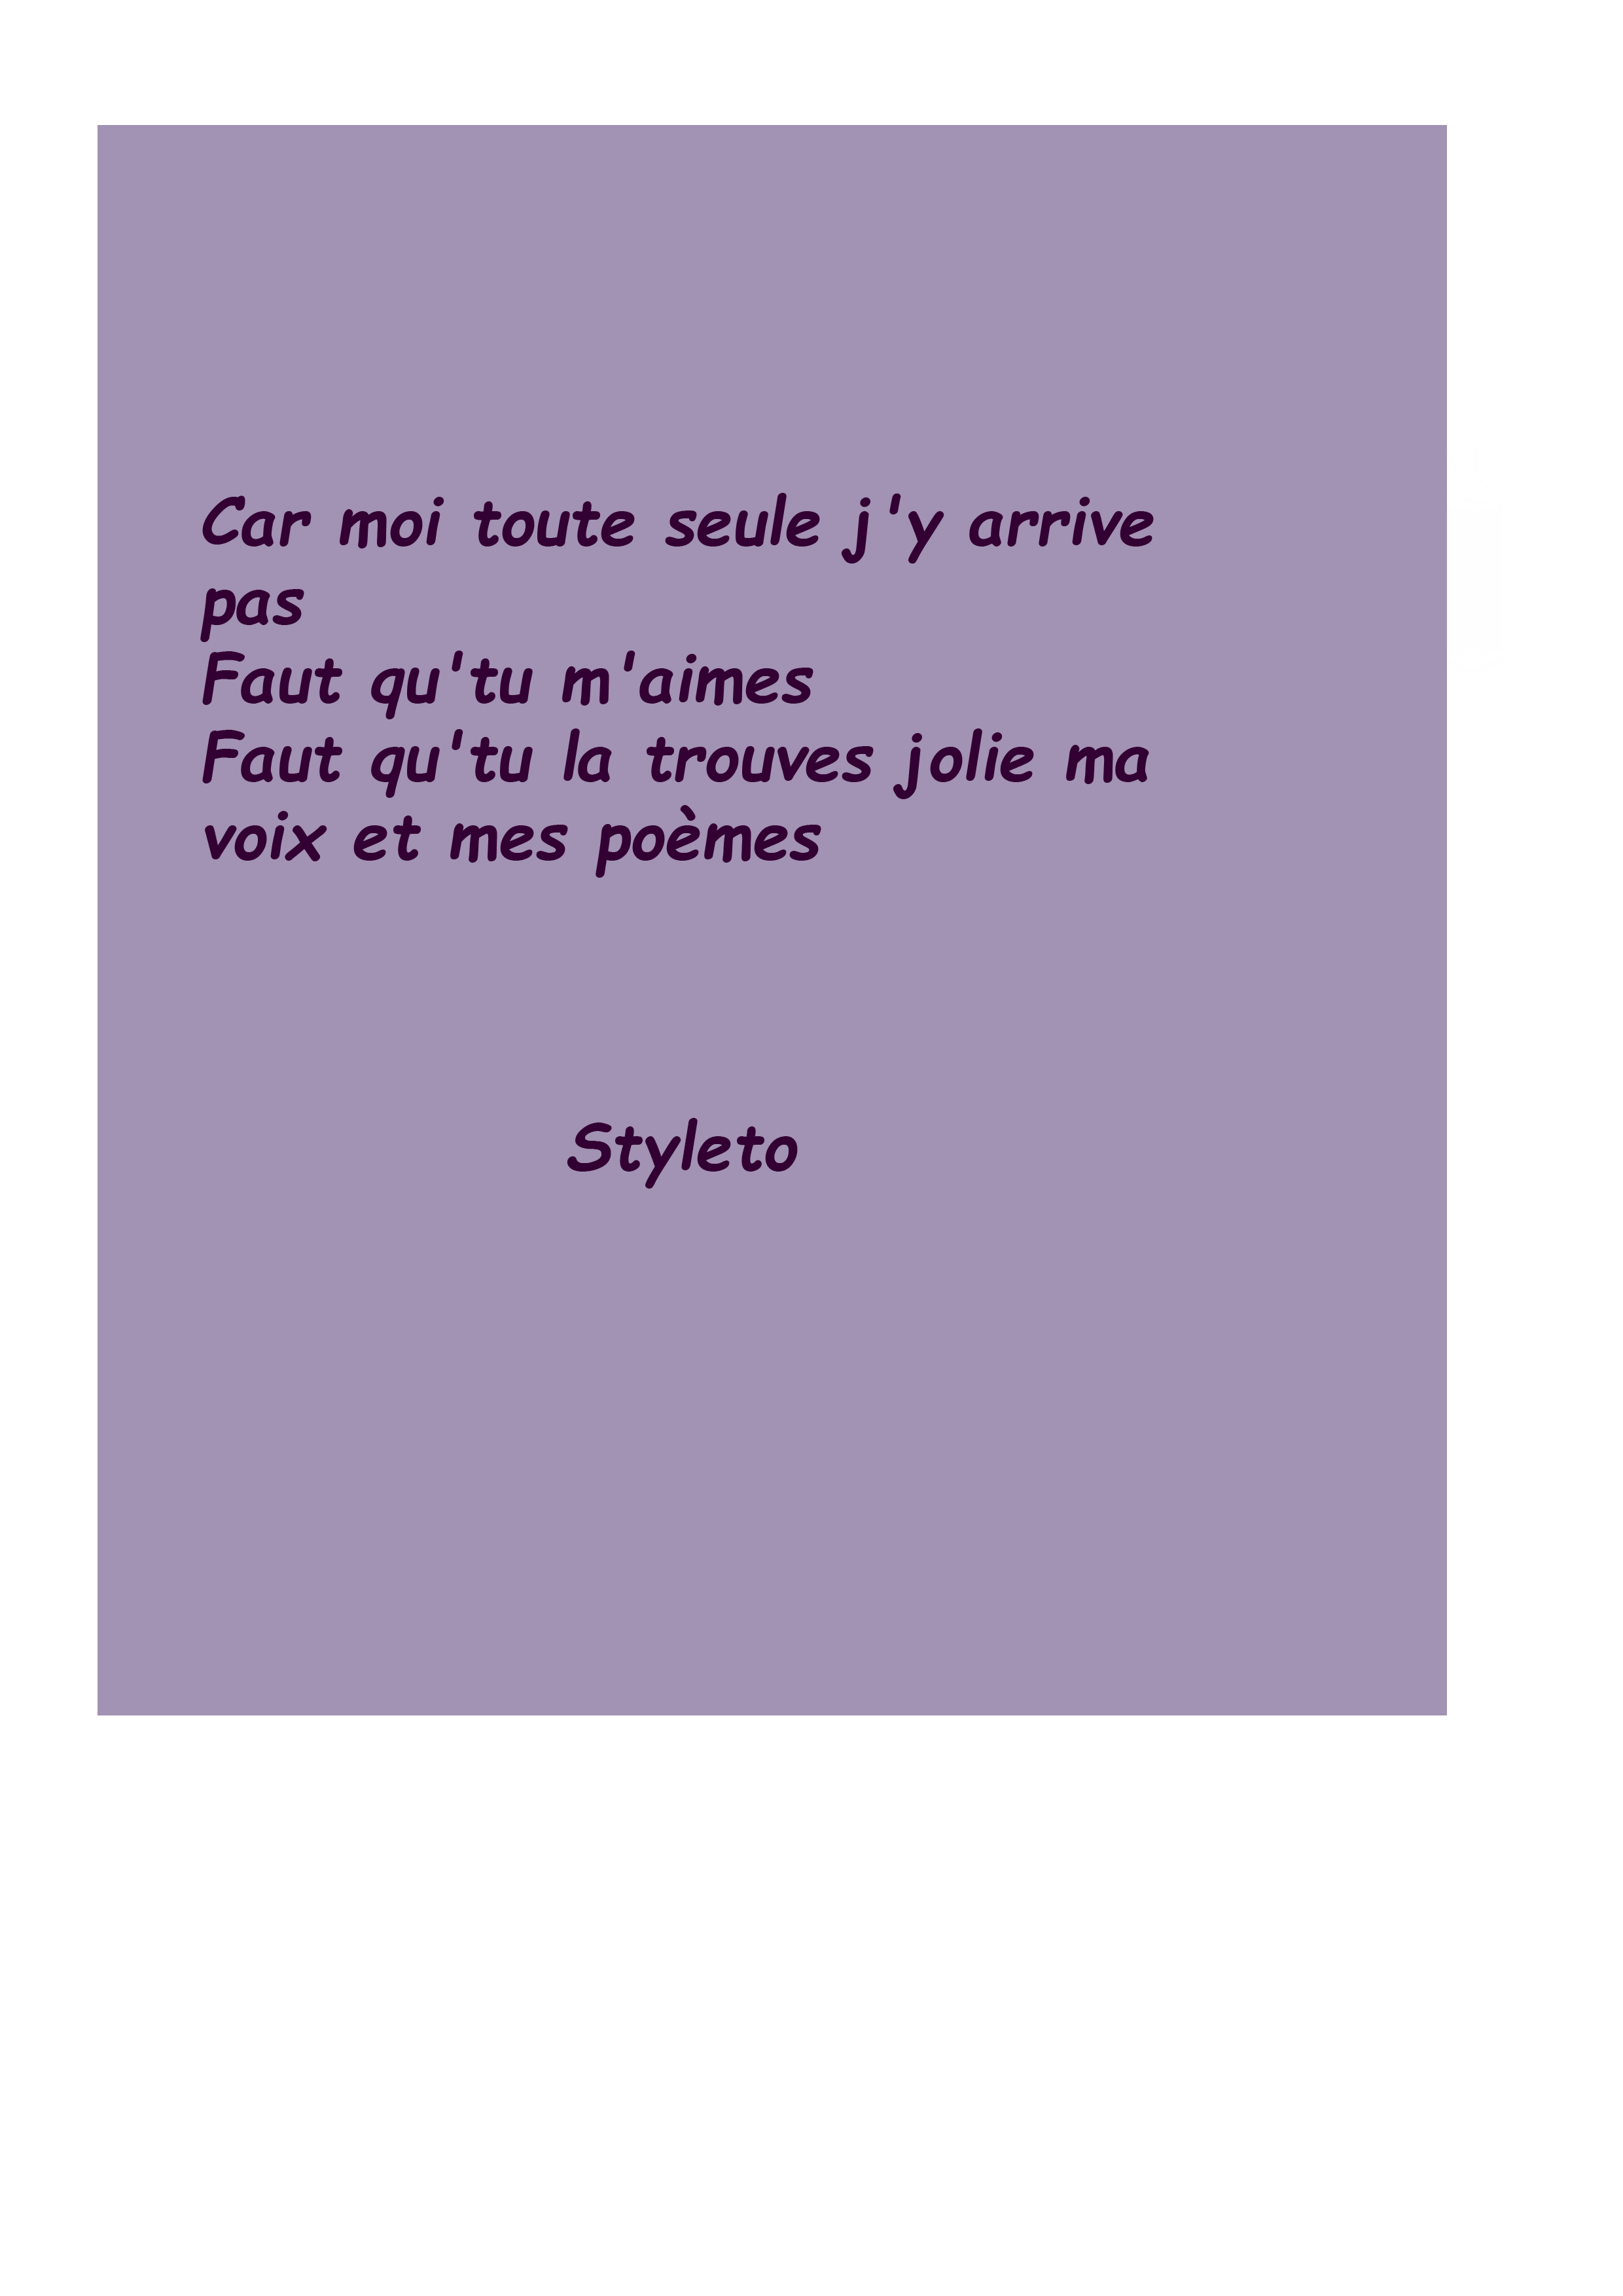 Car moi toute seule j'y arrive
pas
Faut qu'tu m'aimes
Faut qu'tu la trouves jolie ma
voix et mes poèmes
Styleto